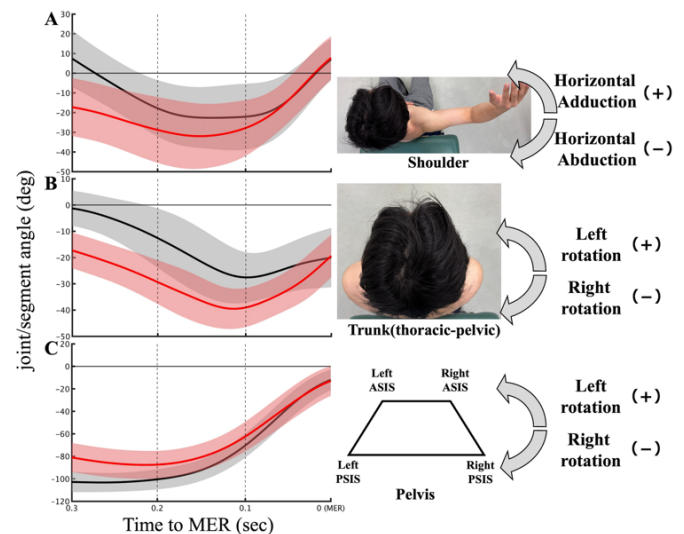 A
30
20
10
0
−10
−20
−30
−40
−50
Horizontal
Adduction (+)
Horizontal
Abduction (−)
Shoulder
joint/segment angle (deg)
B
10
0
−10
−20
−30
−40
−50
Left
rotation (+)
Right
rotation (−)
Trunk(thoracic-pelvic)
C
20
0
−20
−40
−60
−80
−100
−120
0.3
0.2
0.1
0 (MER)
Time to MER (sec)
Left
ASIS
Right
ASIS
Left
PSIS
Right
PSIS
Pelvis
Left
rotation (+)
Right
rotation (−)